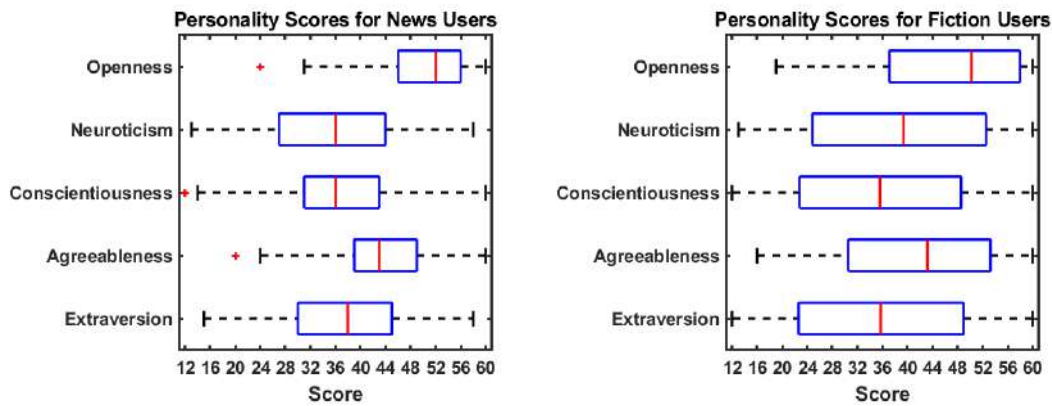 Personality Scores for News Users
Openness
Neuroticism
Conscientiousness
Agreeableness
Extraversion
12 16 20 24 28 32 36 40 44 48 52 56 60
Score
Personality Scores for Fiction Users
Openness
Neuroticism
Conscientiousness
Agreeableness
Extraversion
12 16 20 24 28 32 36 40 44 48 52 56 60
Score